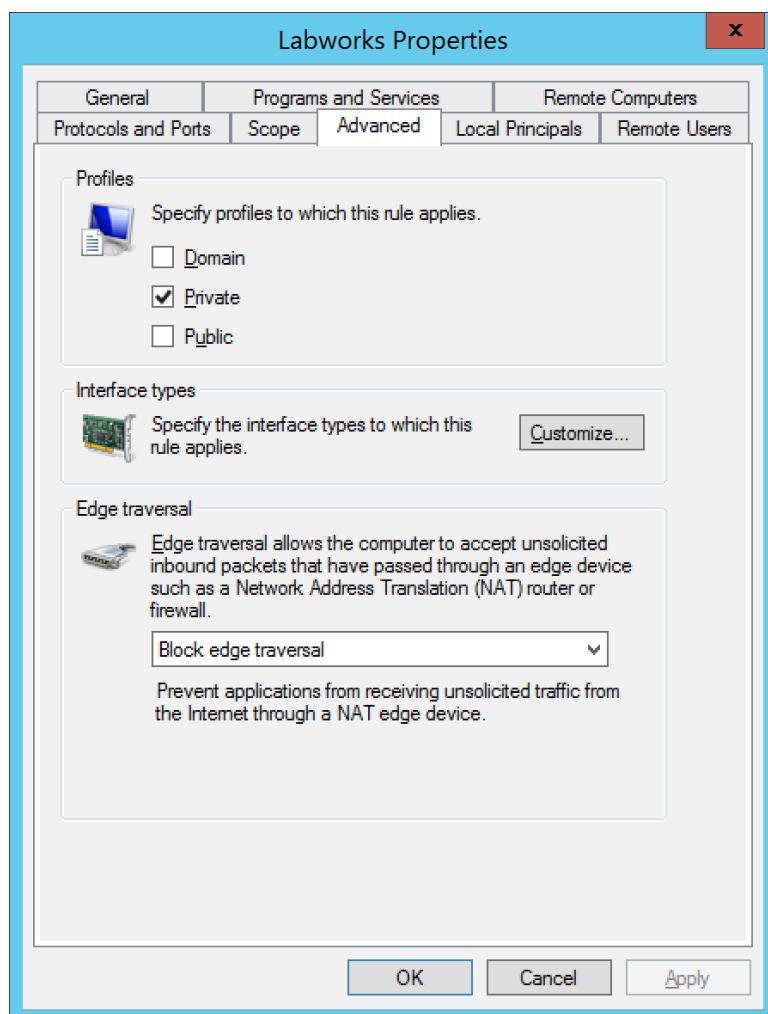 Labworks Properties
x
General
Programs and Services
Remote Computers
Protocols and Ports
Scope
Advanced
Local Principals
Remote Users
Profiles
Specify profiles to which this rule applies.
Domain
Private
Public
Interface types
Specify the interface types to which this
rule applies.
Customize...
Edge traversal
Edge traversal allows the computer to accept unsolicited
inbound packets that have passed through an edge device
such as a Network Address Translation (NAT) router or
firewall.
Block edge traversal
Prevent applications from receiving unsolicited traffic from
the Internet through a NAT edge device.
OK
Cancel
Apply